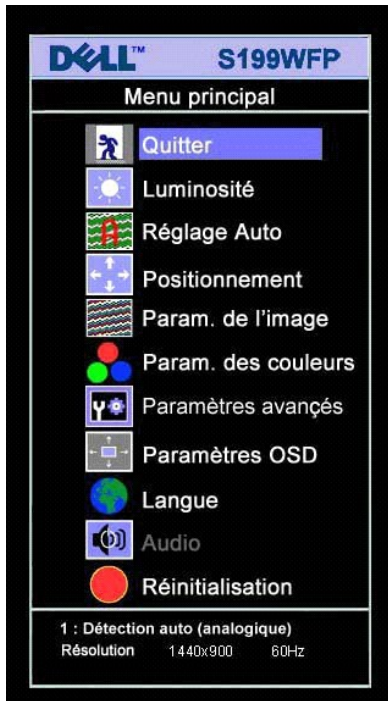 DELL™ S199WFP
Menu principal
Quitter
Luminosité
Réglage Auto
Positionnement
Param. de l'image
Param. des couleurs
Paramètres avançés
Paramètres OSD
Langue
Audio
Réinitialisation
1 : Détection auto (analogique)
Résolution 1440x900 60Hz